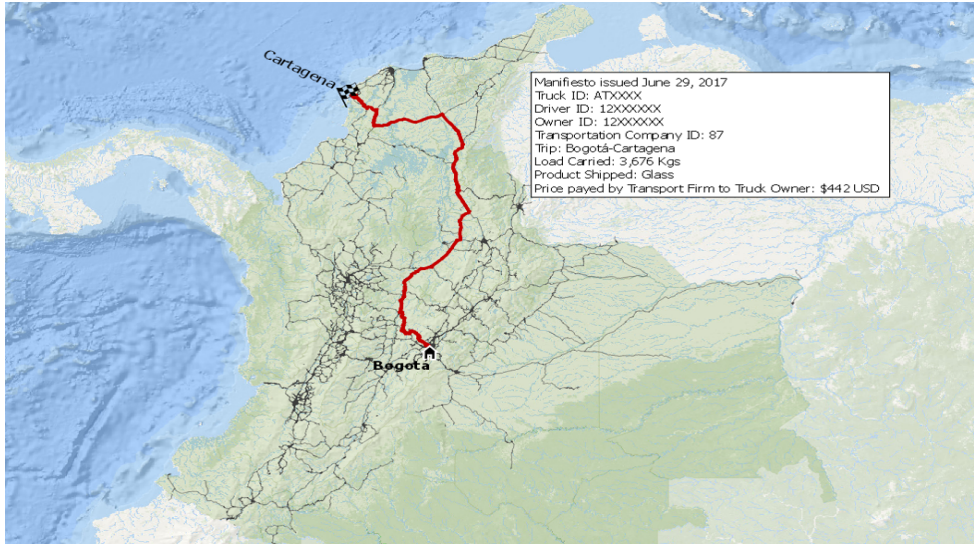 Cartagena
Manifiesto issued June 29, 2017
Truck ID: ATXXXX
Driver ID: 12XXXXXX
Owner ID: 12XXXXXX
Transportation Company ID: 87
Trip: Bogotá-Cartagena
Load Carried: 3,676 Kgs
Product Shipped: Glass
Price payed by Transport Firm to Truck Owner: $442 USD
Bogotá